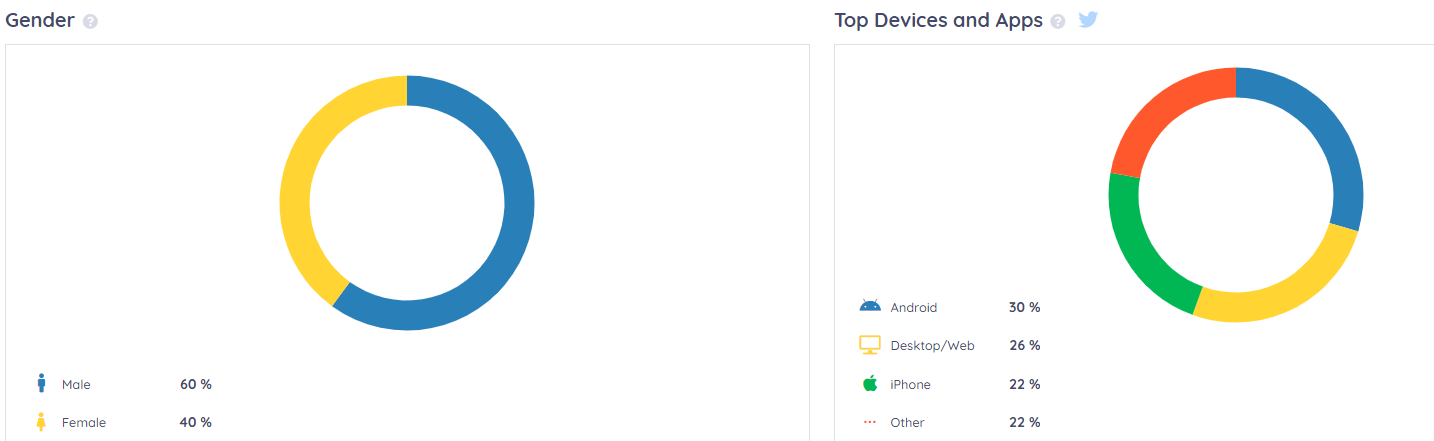 Gender ?
Male 60 %
Female 40 %
Top Devices and Apps ?
Android 30 %
Desktop/Web 26 %
iPhone 22 %
Other 22 %